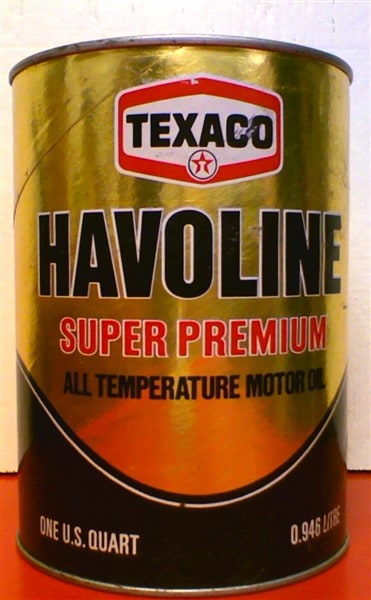 TEXACO
HAVOLINE
SUPER PREMIUM
ALL TEMPERATURE MOTOR OIL
ONE U.S. QUART
0.946 LITRE